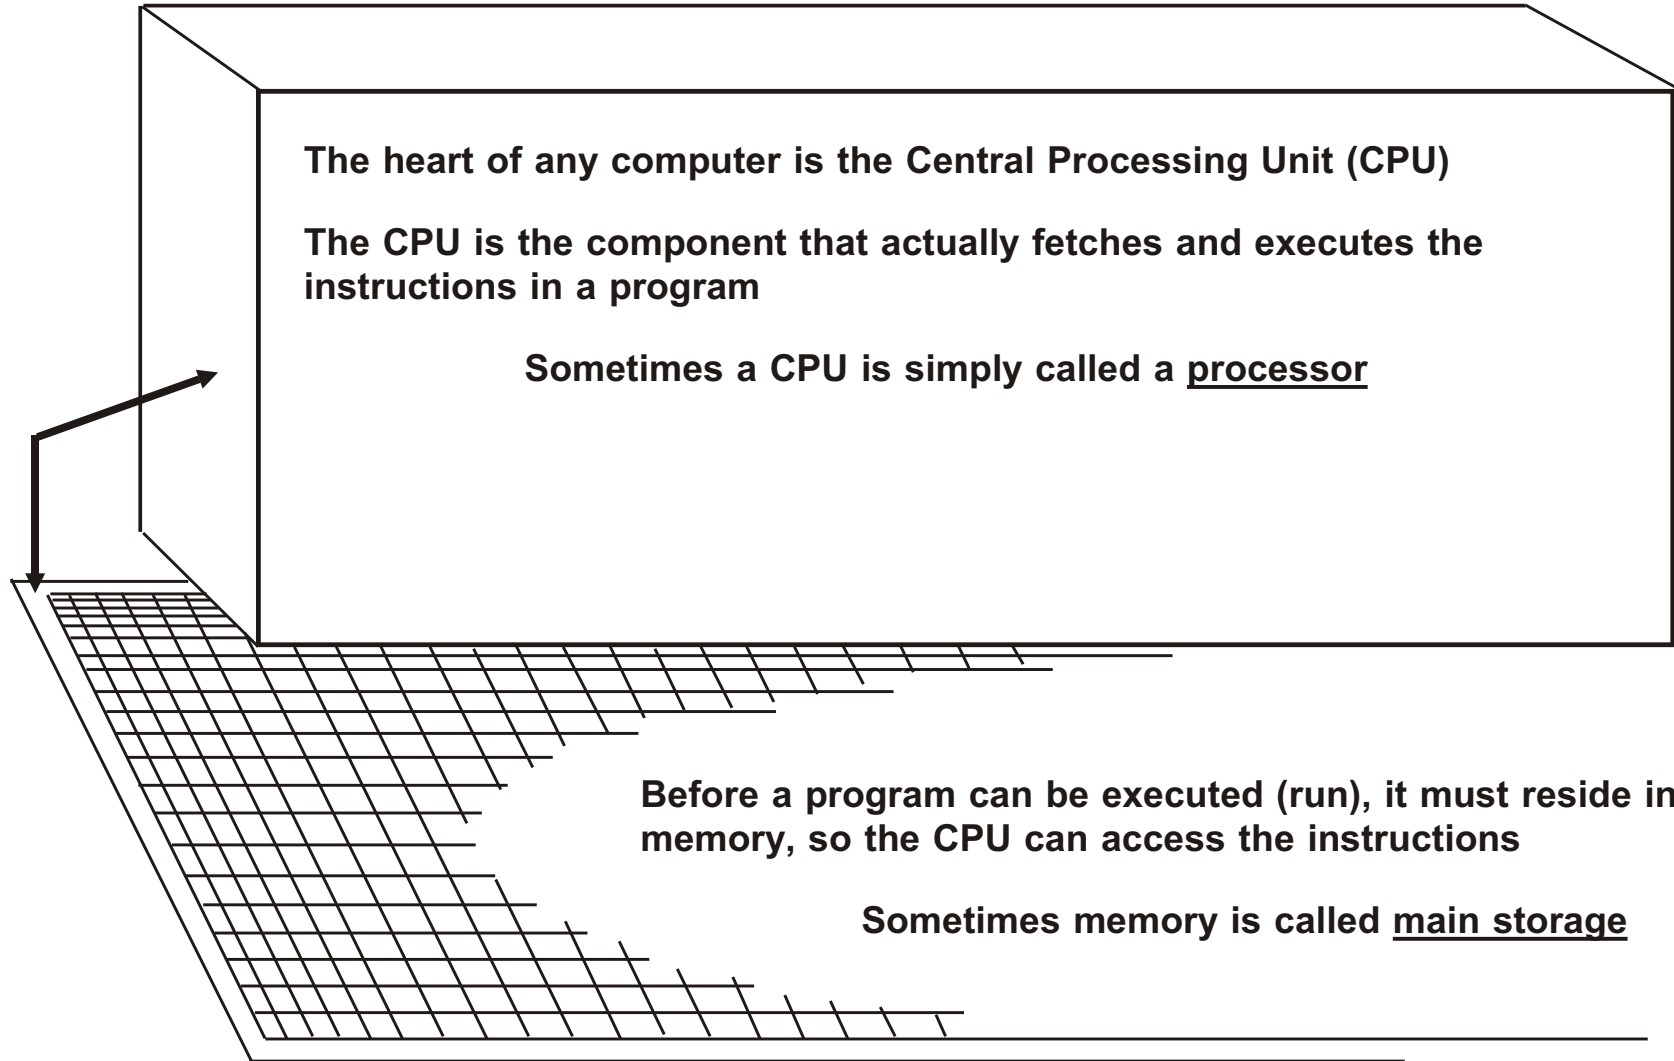 The heart of any computer is the Central Processing Unit (CPU)
The CPU is the component that actually fetches and executes the
instructions in a program
Sometimes a CPU is simply called a processor
Before a program can be executed (run), it must reside in
memory, so the CPU can access the instructions
Sometimes memory is called main storage